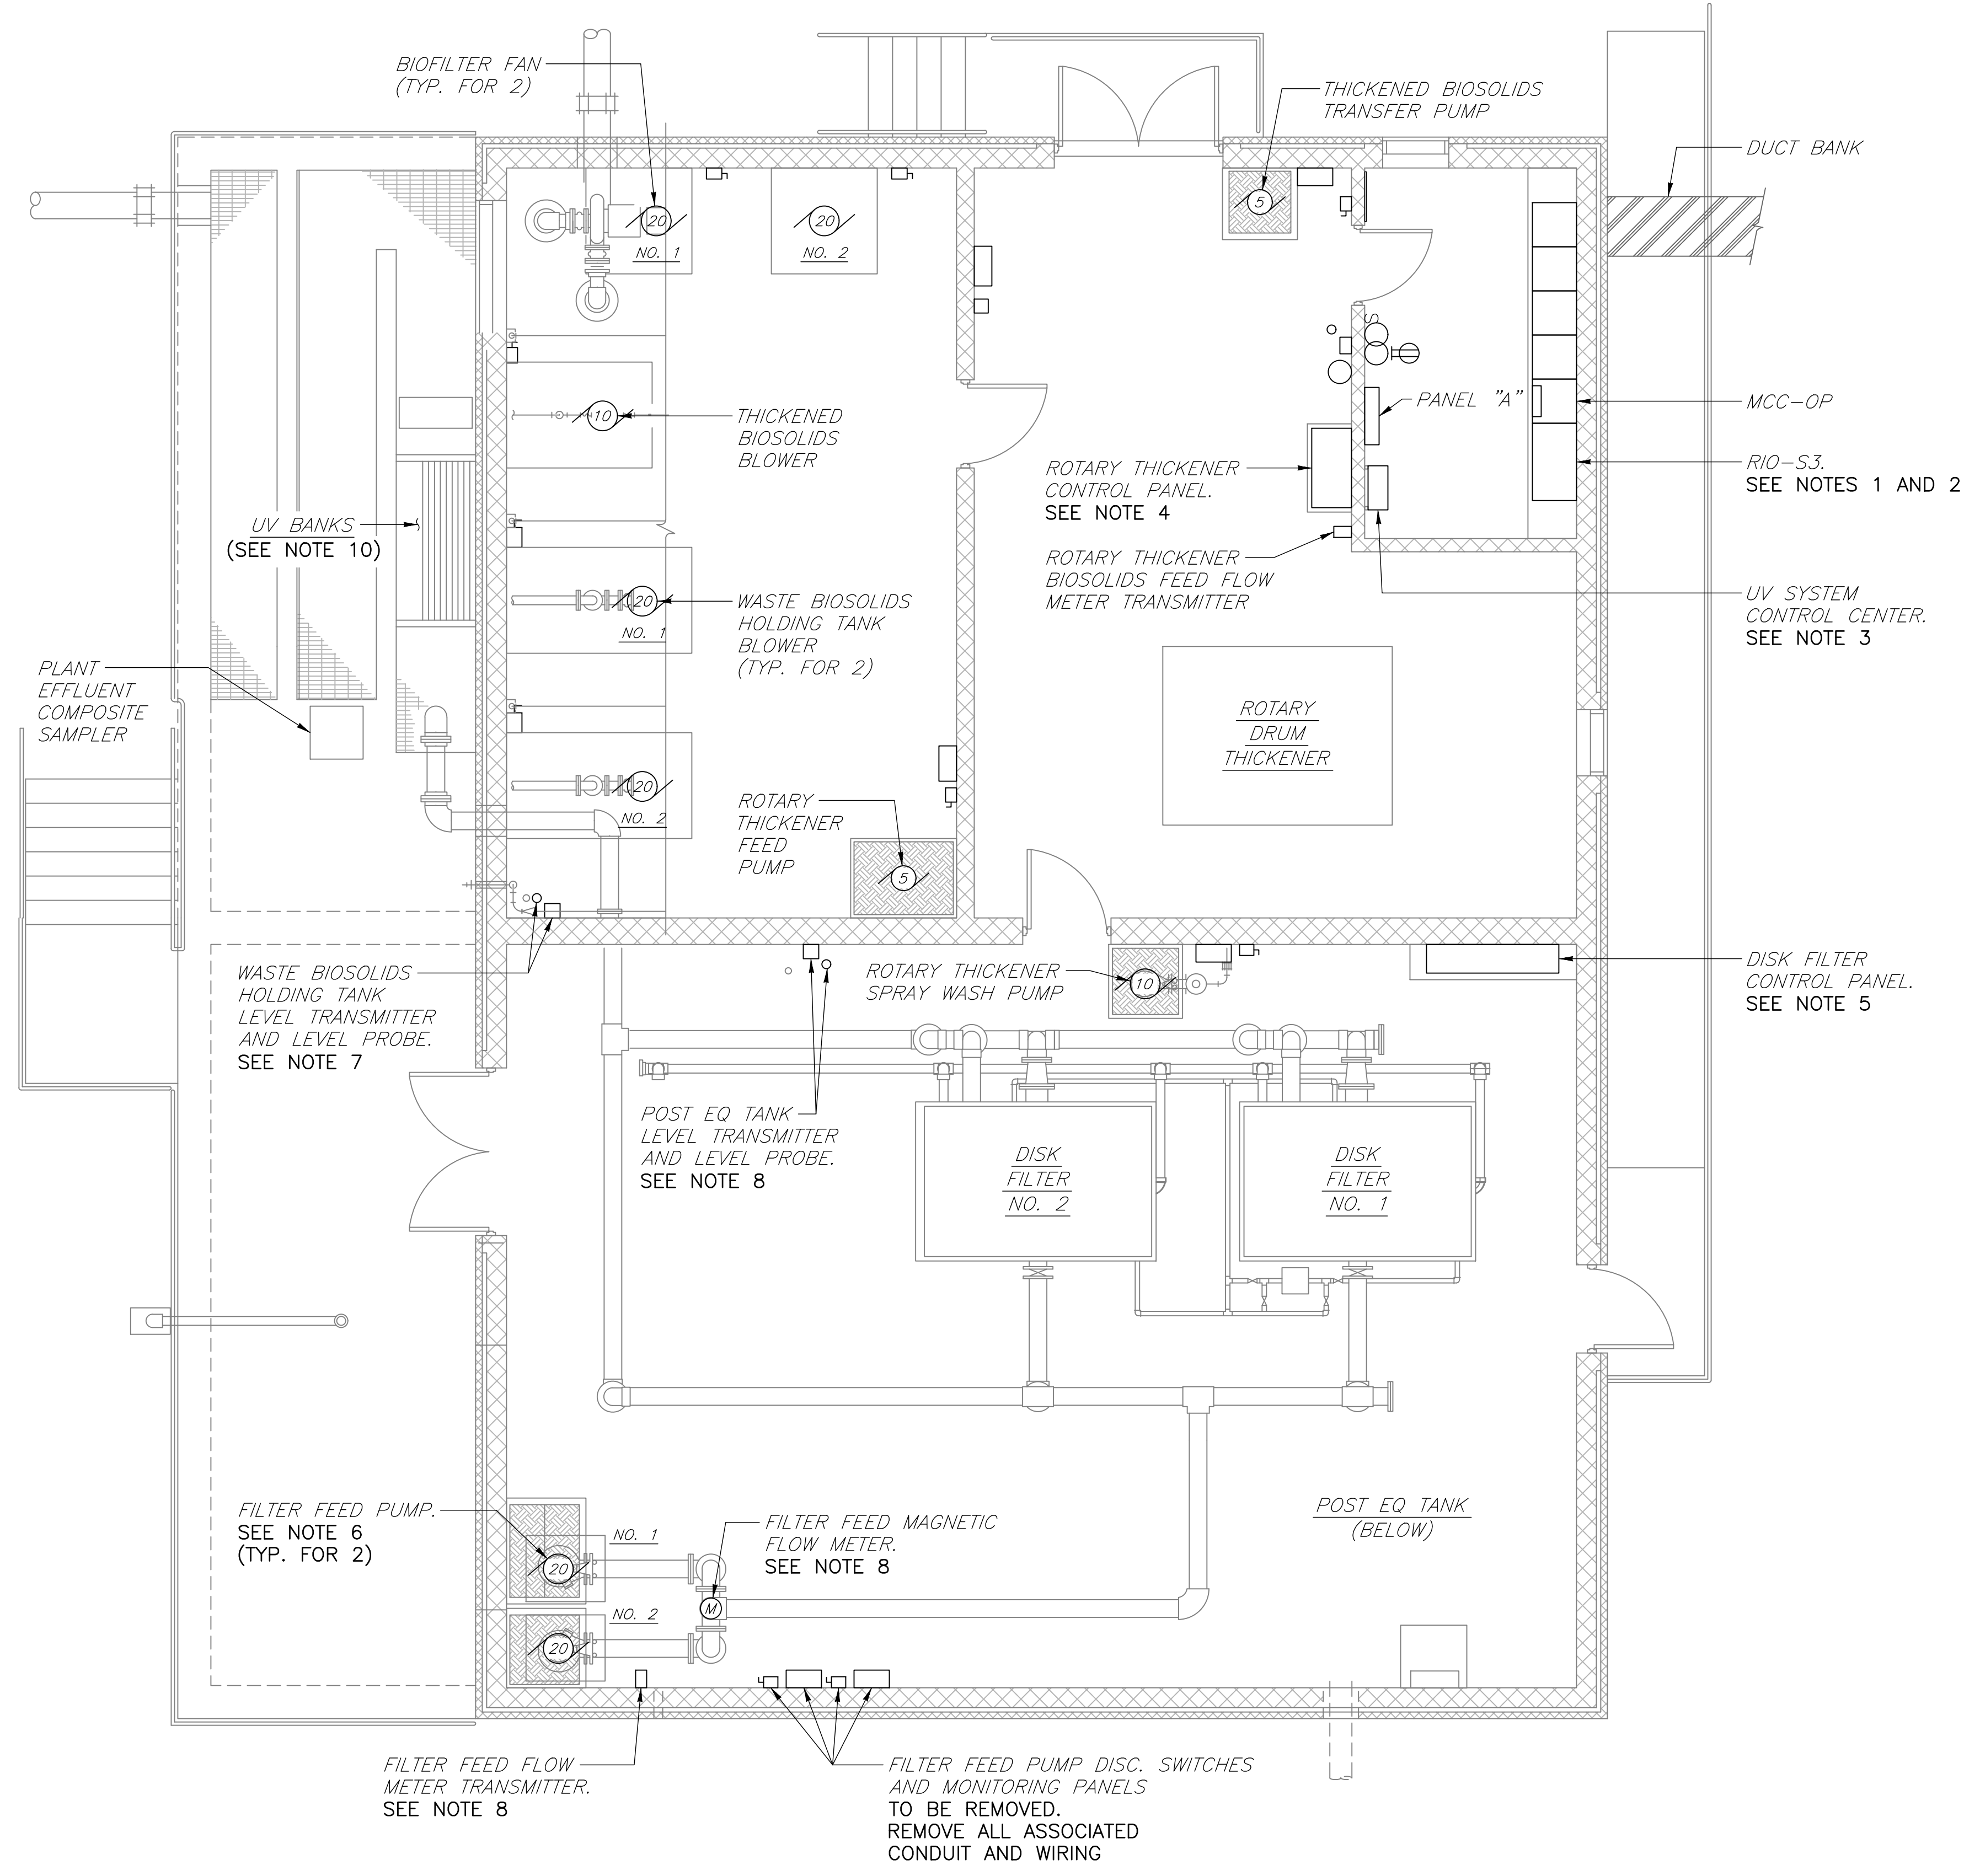 BIOFILTER FAN
(TYP. FOR 2)
THICKENED BIOSOLIDS
TRANSFER PUMP
DUCT BANK
20
NO. 1
20
NO. 2
5
S
10
THICKENED
BIOSOLIDS
BLOWER
PANEL "A"
MCC-OP
ROTARY THICKENER
CONTROL PANEL.
SEE NOTE 4
RIO-S3.
SEE NOTES 1 AND 2
UV BANKS
(SEE NOTE 10)
ROTARY THICKENER
BIOSOLIDS FEED FLOW
METER TRANSMITTER
20
NO. 1
WASTE BIOSOLIDS
HOLDING TANK
BLOWER
(TYP. FOR 2)
UV SYSTEM
CONTROL CENTER.
SEE NOTE 3
PLANT
EFFLUENT
COMPOSITE
SAMPLER
ROTARY
DRUM
THICKENER
20
NO. 2
ROTARY
THICKENER
FEED
PUMP
5
WASTE BIOSOLIDS
HOLDING TANK
LEVEL TRANSMITTER
AND LEVEL PROBE.
SEE NOTE 7
ROTARY THICKENER
SPRAY WASH PUMP
10
DISK FILTER
CONTROL PANEL.
SEE NOTE 5
POST EQ TANK
LEVEL TRANSMITTER
AND LEVEL PROBE.
SEE NOTE 8
DISK
FILTER
NO. 2
DISK
FILTER
NO. 1
FILTER FEED PUMP.
SEE NOTE 6
(TYP. FOR 2)
20
NO. 1
FILTER FEED MAGNETIC
FLOW METER.
SEE NOTE 8
POST EQ TANK
(BELOW)
M
20
NO. 2
FILTER FEED FLOW
METER TRANSMITTER.
SEE NOTE 8
FILTER FEED PUMP DISC. SWITCHES
AND MONITORING PANELS
TO BE REMOVED.
REMOVE ALL ASSOCIATED
CONDUIT AND WIRING